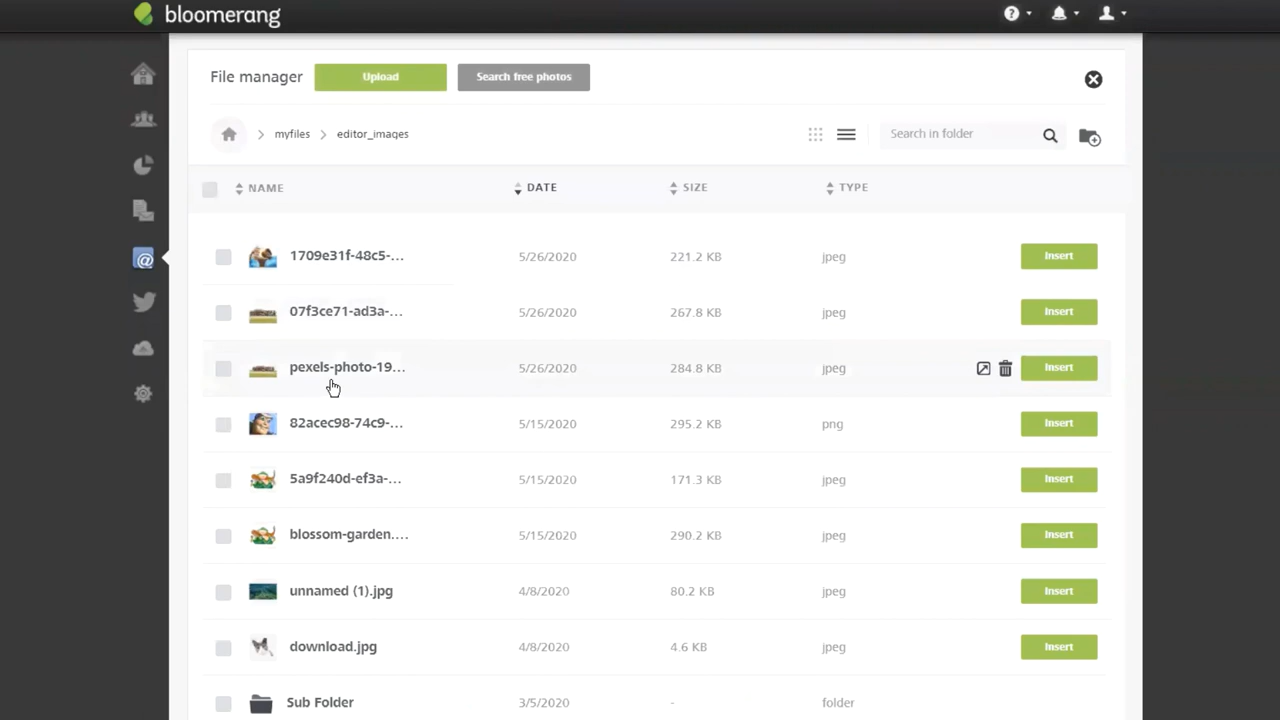 bloomerang
File manager Upload Search free photos
myfiles editor_images Search in folder
NAME DATE SIZE TYPE
1709e31f-48c5-... 5/26/2020 221.2 KB jpeg Insert
07f3ce71-ad3a-... 5/26/2020 267.8 KB jpeg Insert
pexels-photo-19... 5/26/2020 284.8 KB jpeg Insert
82acec98-74c9-... 5/15/2020 295.2 KB png Insert
5a9f240d-ef3a-... 5/15/2020 171.3 KB jpeg Insert
blossom-garden.... 5/15/2020 290.2 KB jpeg Insert
unnamed (1).jpg 4/8/2020 80.2 KB jpeg Insert
download.jpg 4/8/2020 4.6 KB jpeg Insert
Sub Folder 3/5/2020 - folder